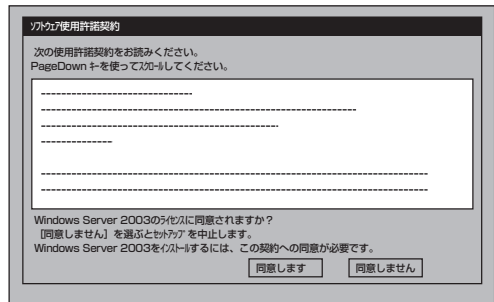 ソフトウェア使用許諾契約
次の使用許諾契約をお読みください。
PageDown キーを使ってスクロールしてください。
Windows Server 2003のライセンスに同意されますか？
［同意しません］を選ぶとセットアップを中止します。
Windows Server 2003をインストールするには、この契約への同意が必要です。
同意します
同意しません